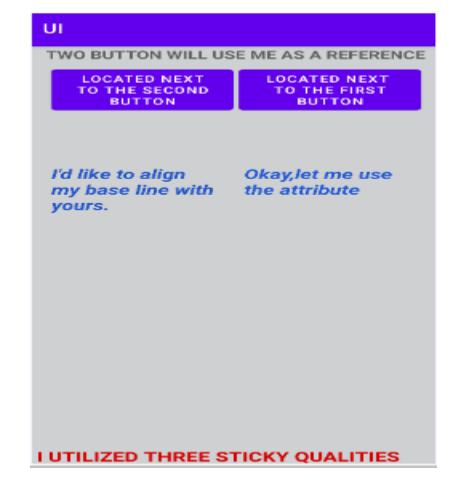 UI
TWO BUTTON WILL USE ME AS A REFERENCE
LOCATED NEXT
TO THE SECOND
BUTTON
LOCATED NEXT
TO THE FIRST
BUTTON
I'd like to align
my base line with
yours.
Okay,let me use
the attribute
I UTILIZED THREE STICKY QUALITIES